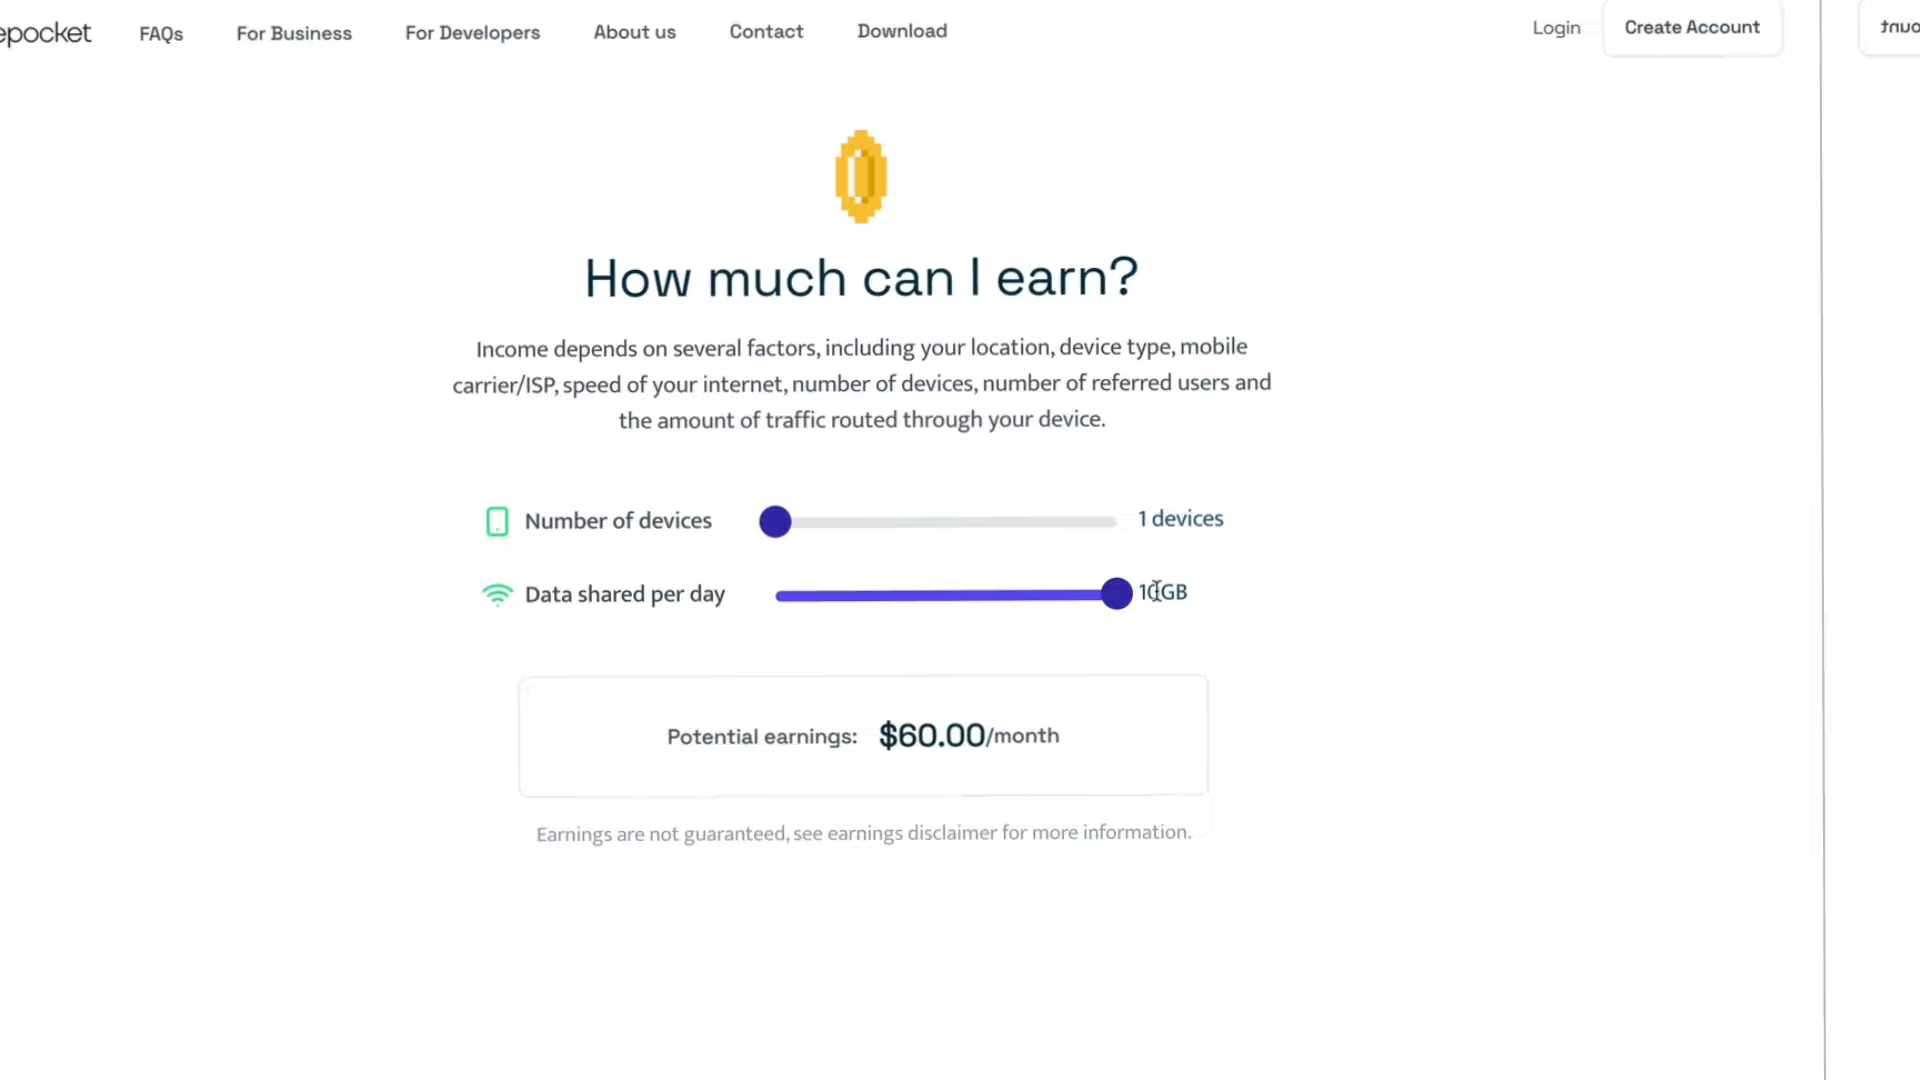 epocket
FAQs
For Business
For Developers
About us
Contact
Download
Login
Create Account
How much can I earn?
Income depends on several factors, including your location, device type, mobile
carrier/ISP, speed of your internet, number of devices, number of referred users and
the amount of traffic routed through your device.
Number of devices
1 devices
Data shared per day
10GB
Potential earnings: $60.00/month
Earnings are not guaranteed, see earnings disclaimer for more information.